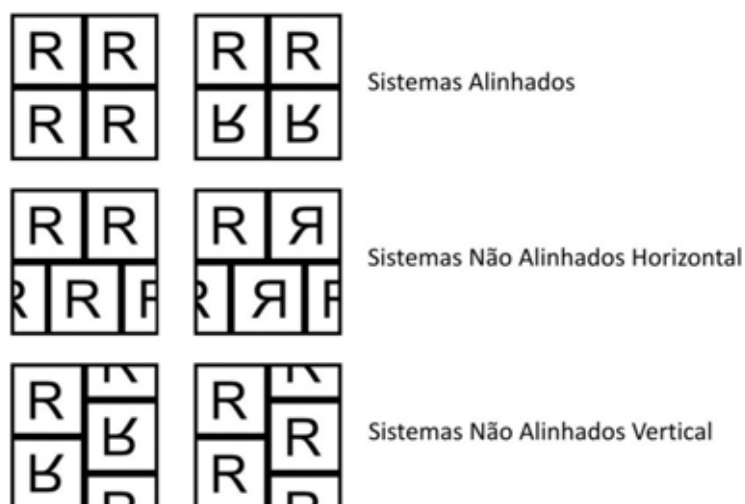 R R R R
Sistemas Alinhados
R R ᖉ ᖉ
R R R Я
Sistemas Não Alinhados Horizontal
R Я
R R
Sistemas Não Alinhados Vertical
ᖉ R
ᖉ R